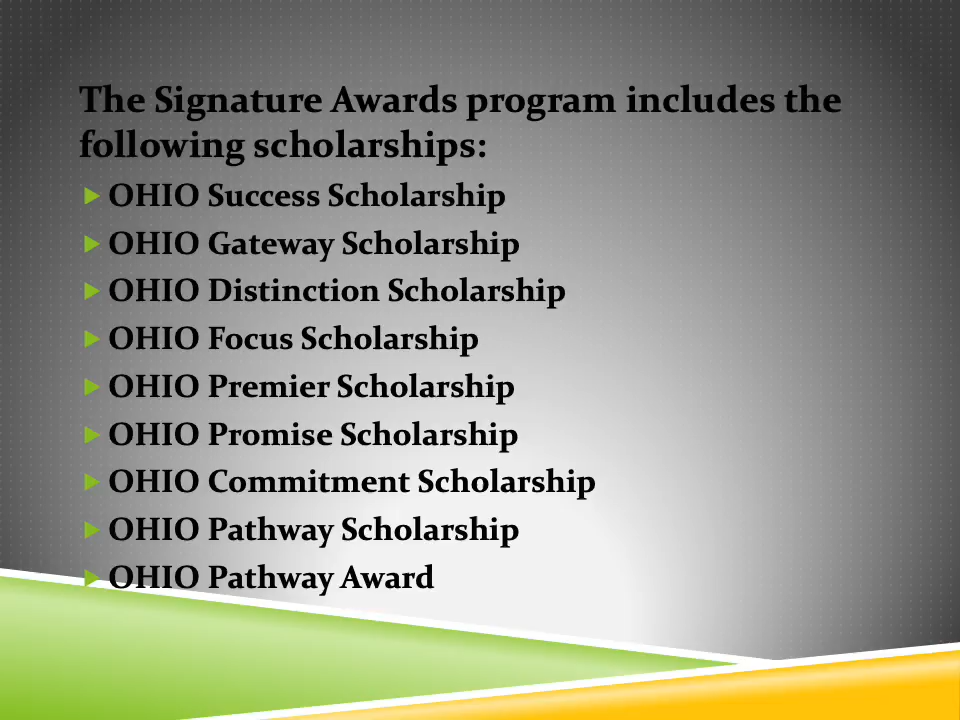 The Signature Awards program includes the
following scholarships:
OHIO Success Scholarship
OHIO Gateway Scholarship
OHIO Distinction Scholarship
OHIO Focus Scholarship
OHIO Premier Scholarship
OHIO Promise Scholarship
OHIO Commitment Scholarship
OHIO Pathway Scholarship
OHIO Pathway Award